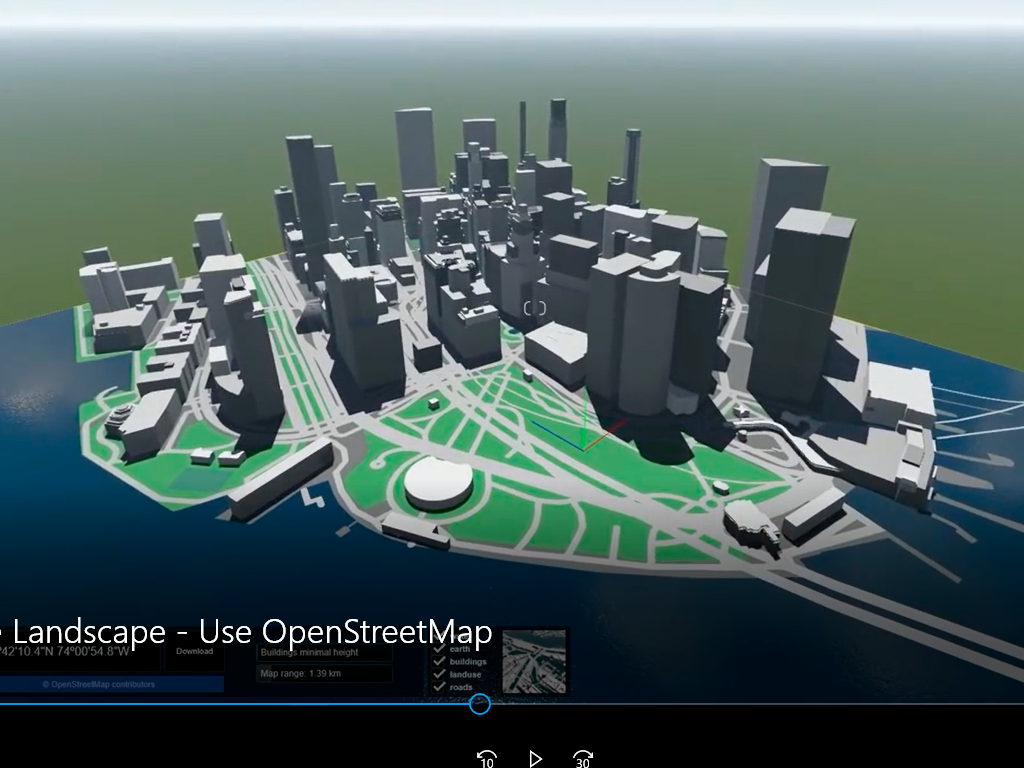 Landscape - Use OpenStreetMap
°42'10.4"N 74°00'54.8"W
Download
© OpenStreetMap contributors
Buildings minimal height
Map range: 1.39 km
earth
buildings
landuse
roads
10
30